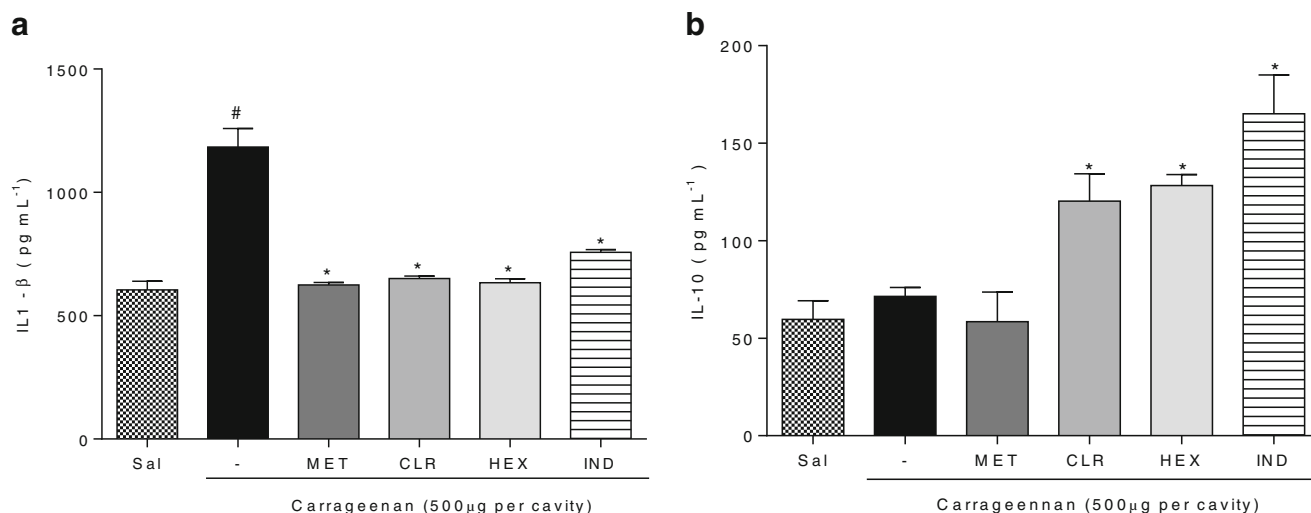 a
IL1 - β ( pg mL-1)
1500
1000
500
0
#
*
*
*
*
Sal
-
MET
CLR
HEX
IND
Carrageenan (500μg per cavity)
b
IL-10 ( pg mL-1 )
200
150
100
50
0
*
*
*
Sal
-
MET
CLR
HEX
IND
Carrageennan (500μg per cavity)